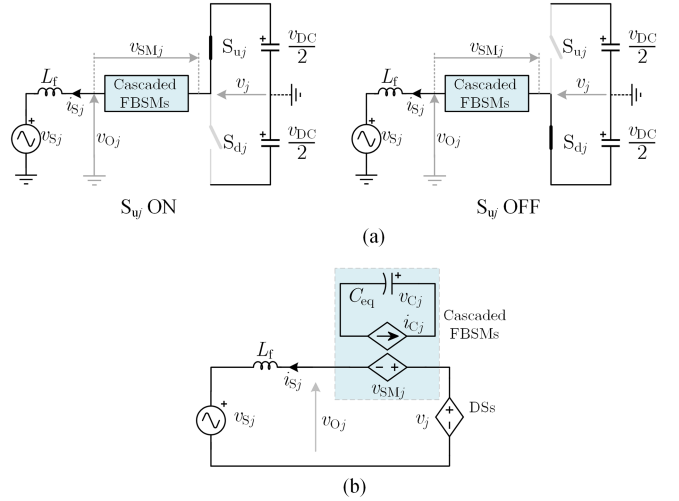 v_SMj
S_uj
v_DC/2
L_f
Cascaded
FBSMs
i_Sj
v_j
v_Sj
v_Oj
S_dj
v_DC/2
S_uj ON
v_SMj
S_uj
v_DC/2
L_f
Cascaded
FBSMs
i_Sj
v_j
v_Sj
v_Oj
S_dj
v_DC/2
S_uj OFF
(a)
C_eq
v_Cj
i_Cj
Cascaded
FBSMs
L_f
i_Sj
v_SMj
v_Sj
v_Oj
v_j
DSs
(b)